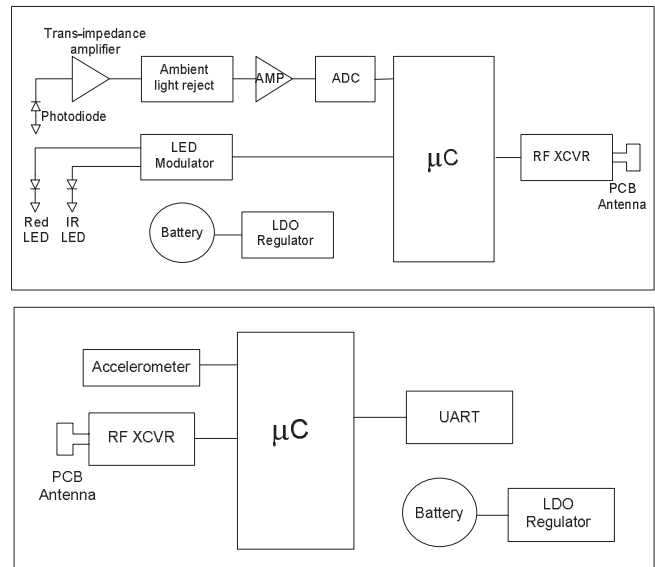 Trans-impedance
amplifier
Ambient
light reject
AMP
ADC
Photodiode
LED
Modulator
μC
RF XCVR
PCB
Antenna
Red
LED
IR
LED
Battery
LDO
Regulator
Accelerometer
RF XCVR
PCB
Antenna
μC
UART
Battery
LDO
Regulator